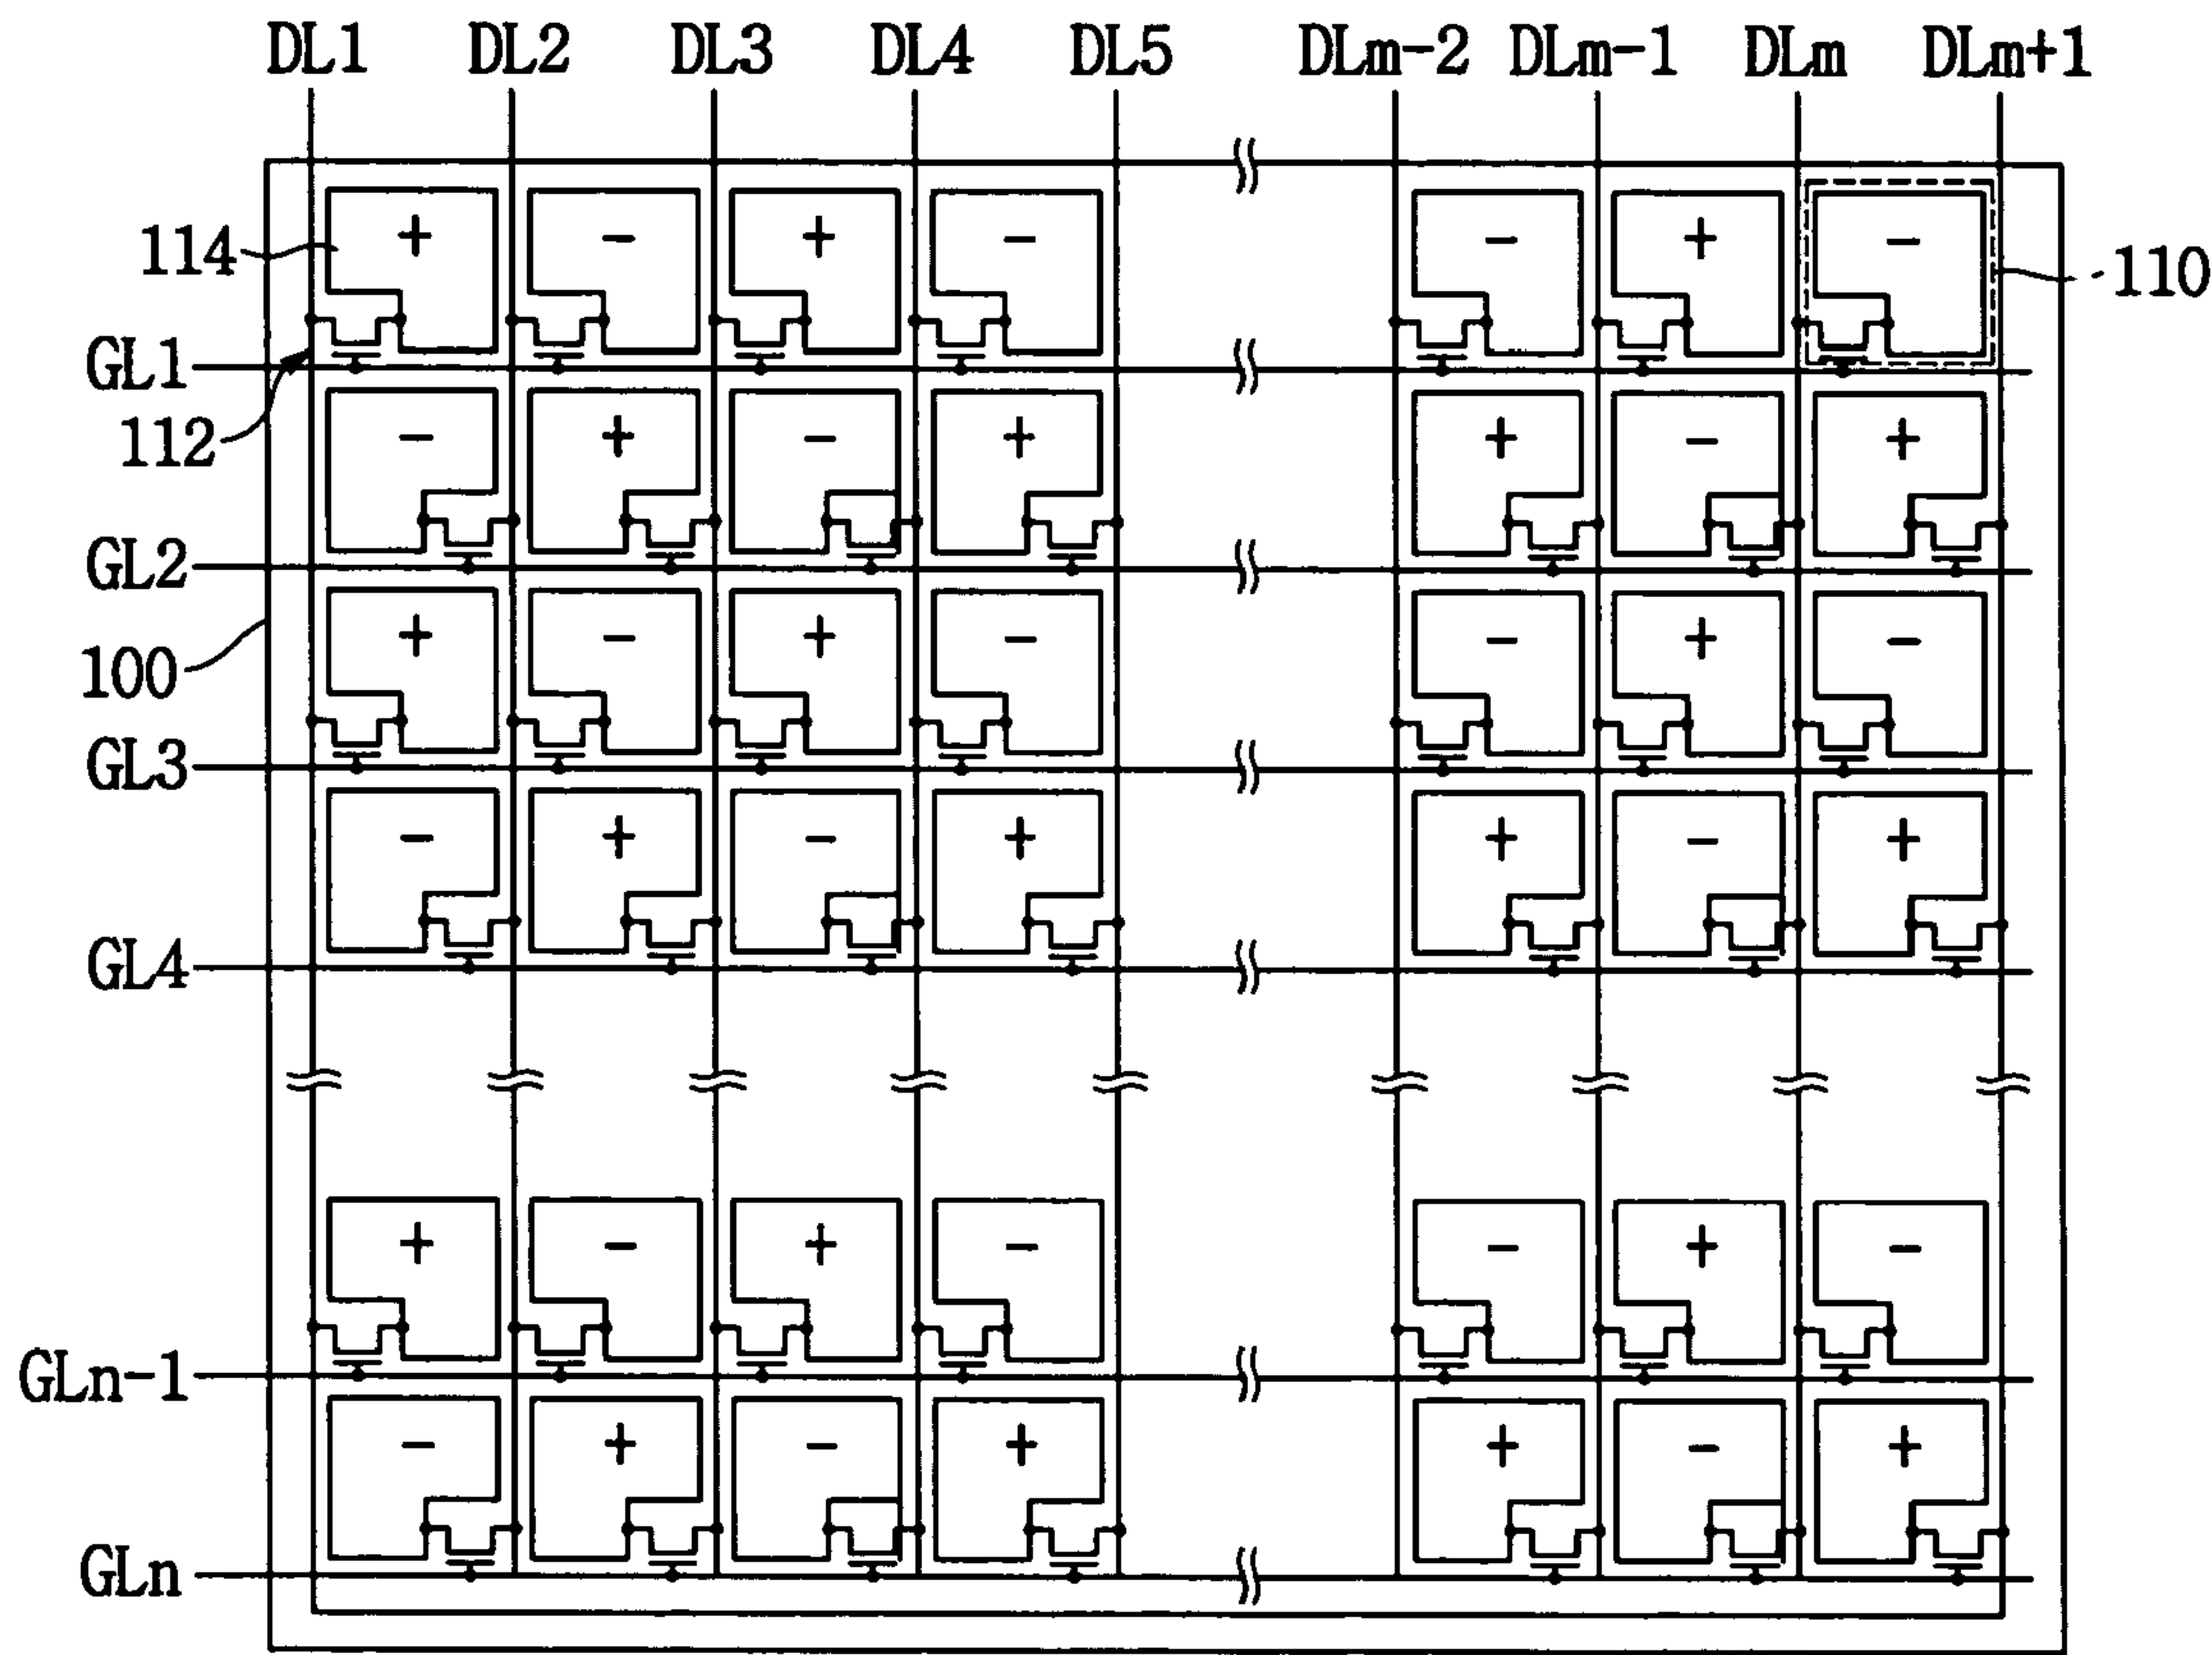 DL1 DL2 DL3 DL4 DL5 DLm-2 DLm-1 DLm DLm+1
+ - + - - + -
114
110
GL1
112
- + - + + - +
GL2
+ - + - - + -
100
GL3
- + - + + - +
GL4
+ - + - - + -
GLn-1
- + - + + - +
GLn